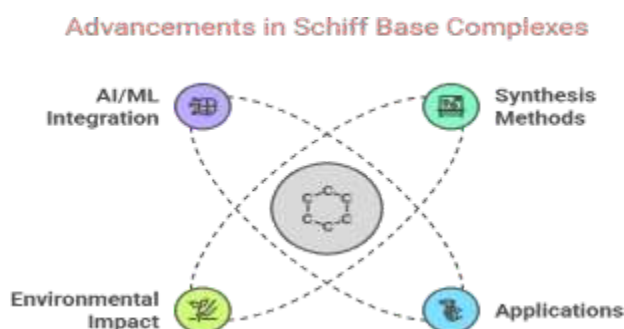 Advancements in Schiff Base Complexes
AI/ML
Integration
Synthesis
Methods
C
C C
C C
C
Environmental
Impact
Applications